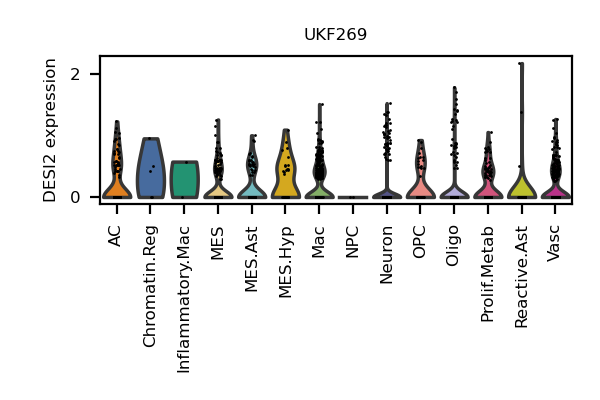 UKF269
DESI2 expression
2
0
AC
Chromatin.Reg
Inflammatory.Mac
MES
MES.Ast
MES.Hyp
Mac
NPC
Neuron
OPC
Oligo
Prolif.Metab
Reactive.Ast
Vasc